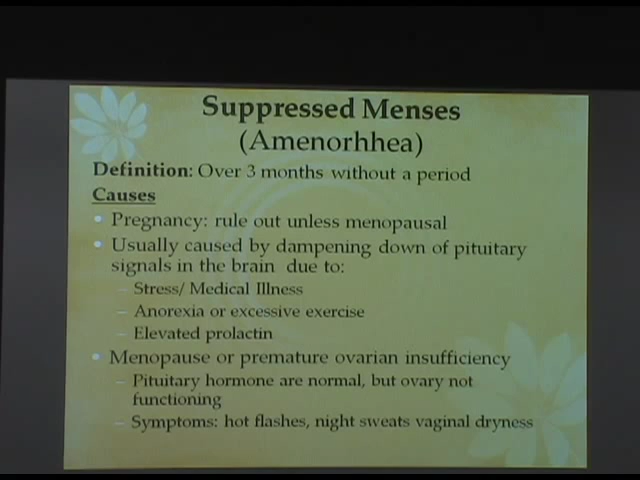 Suppressed Menses
(Amenorhhea)
Definition: Over 3 months without a period
Causes
• Pregnancy: rule out unless menopausal
• Usually caused by dampening down of pituitary
signals in the brain due to:
– Stress/ Medical Illness
– Anorexia or excessive exercise
– Elevated prolactin
• Menopause or premature ovarian insufficiency
– Pituitary hormone are normal, but ovary not
functioning
– Symptoms: hot flashes, night sweats vaginal dryness